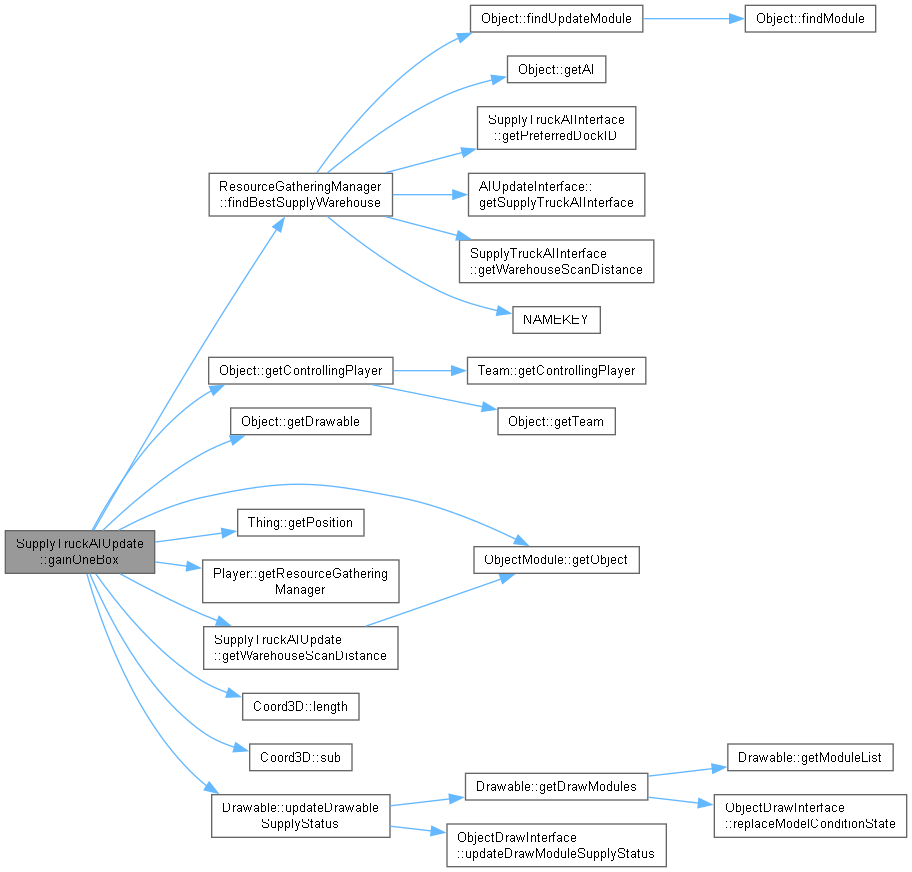 Object::findUpdateModule
Object::findModule
Object::getAI
SupplyTruckAIInterface
::getPreferredDockID
ResourceGatheringManager
::findBestSupplyWarehouse
AIUpdateInterface::
getSupplyTruckAIInterface
SupplyTruckAIInterface
::getWarehouseScanDistance
NAMEKEY
Object::getControllingPlayer
Team::getControllingPlayer
Object::getDrawable
Object::getTeam
Thing::getPosition
SupplyTruckAIUpdate
::gainOneBox
ObjectModule::getObject
Player::getResourceGathering
Manager
SupplyTruckAIUpdate
::getWarehouseScanDistance
Coord3D::length
Coord3D::sub
Drawable::getModuleList
Drawable::getDrawModules
Drawable::updateDrawable
SupplyStatus
ObjectDrawInterface
::replaceModelConditionState
ObjectDrawInterface
::updateDrawModuleSupplyStatus